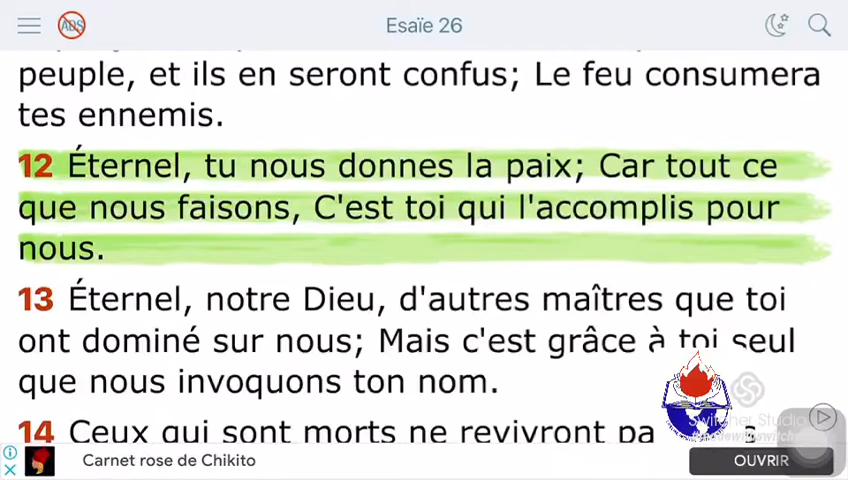 ADS
Esaïe 26
peuple, et ils en seront confus; Le feu consumera
tes ennemis.
12 Éternel, tu nous donnes la paix; Car tout ce
que nous faisons, C'est toi qui l'accomplis pour
nous.
13 Éternel, notre Dieu, d'autres maîtres que toi
ont dominé sur nous; Mais c'est grâce à toi seul
que nous invoquons ton nom.
14 Ceux qui sont morts ne revivront pa
Switcher Studio
Carnet rose de Chikito
OUVRIR